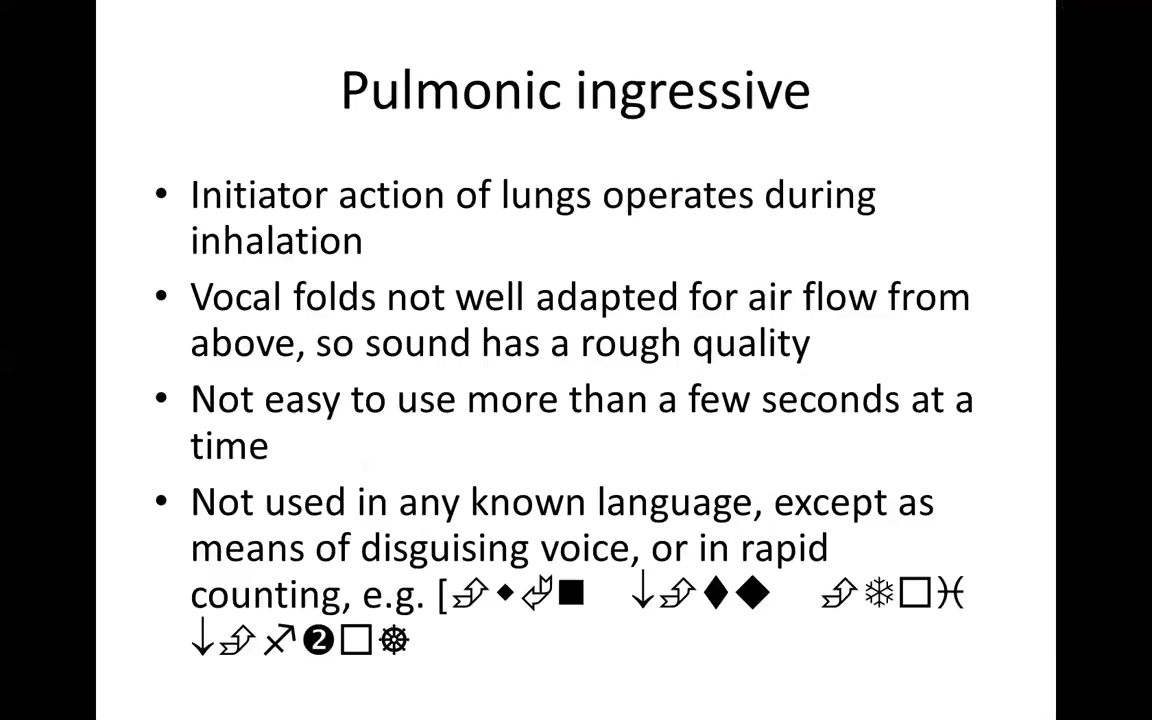 Pulmonic ingressive
• Initiator action of lungs operates during
inhalation
• Vocal folds not well adapted for air flow from
above, so sound has a rough quality
• Not easy to use more than a few seconds at a
time
• Not used in any known language, except as
means of disguising voice, or in rapid
counting, e.g. [